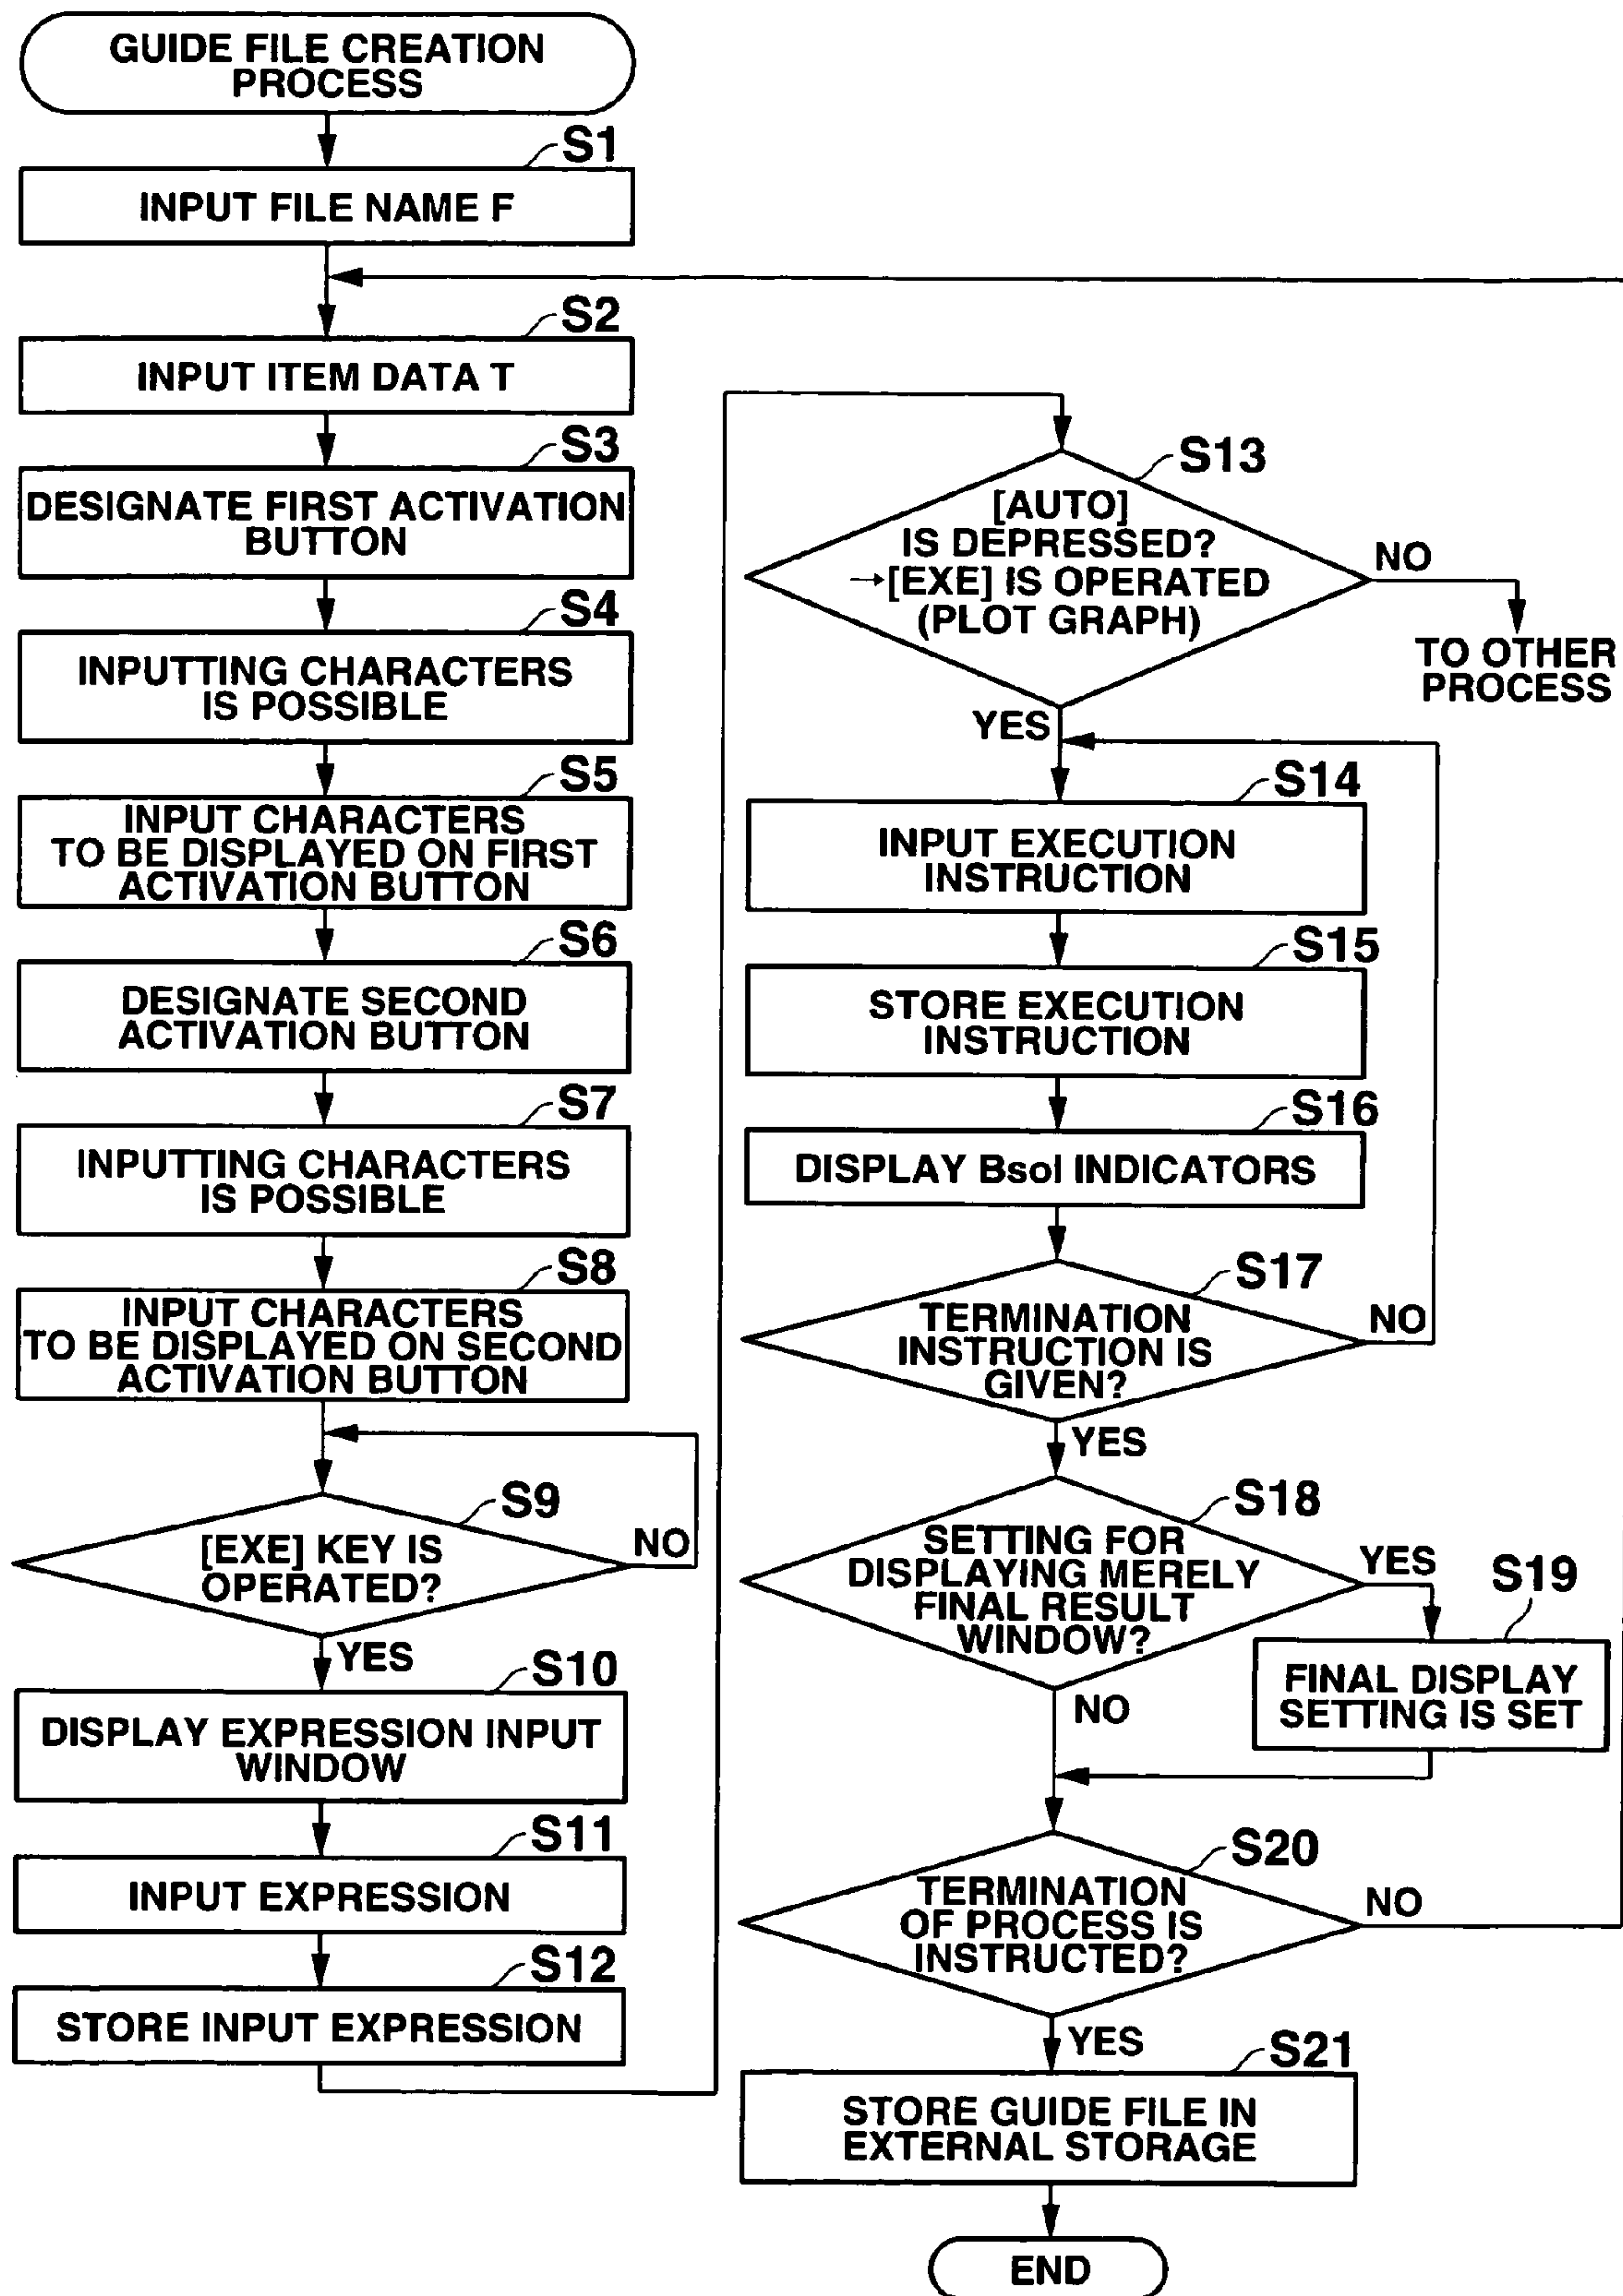 GUIDE FILE CREATION
PROCESS
S1
INPUT FILE NAME F
S2
INPUT ITEM DATA T
S3
DESIGNATE FIRST ACTIVATION
BUTTON
S4
INPUTTING CHARACTERS
IS POSSIBLE
S5
INPUT CHARACTERS
TO BE DISPLAYED ON FIRST
ACTIVATION BUTTON
S6
DESIGNATE SECOND
ACTIVATION BUTTON
S7
INPUTTING CHARACTERS
IS POSSIBLE
S8
INPUT CHARACTERS
TO BE DISPLAYED ON SECOND
ACTIVATION BUTTON
S9
[EXE] KEY IS
OPERATED?
NO
YES
S10
DISPLAY EXPRESSION INPUT
WINDOW
S11
INPUT EXPRESSION
S12
STORE INPUT EXPRESSION
S13
[AUTO]
IS DEPRESSED?
→[EXE] IS OPERATED
(PLOT GRAPH)
NO
TO OTHER
PROCESS
YES
S14
INPUT EXECUTION
INSTRUCTION
S15
STORE EXECUTION
INSTRUCTION
S16
DISPLAY Bsol INDICATORS
S17
TERMINATION
INSTRUCTION IS
GIVEN?
NO
YES
S18
SETTING FOR
DISPLAYING MERELY
FINAL RESULT
WINDOW?
YES
S19
FINAL DISPLAY
SETTING IS SET
NO
S20
TERMINATION
OF PROCESS IS
INSTRUCTED?
NO
YES
S21
STORE GUIDE FILE IN
EXTERNAL STORAGE
END